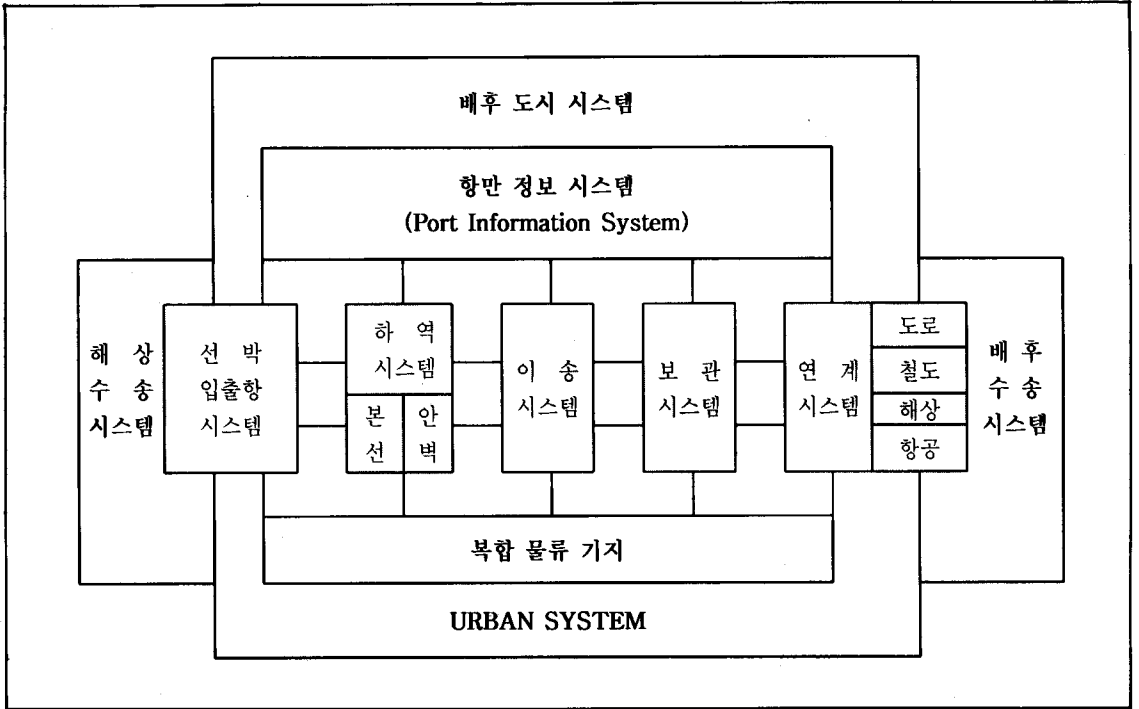 배후 도시 시스템
항만 정보 시스템
(Port Information System)
해 상
수 송
시스템
선 박
입출항
시스템
하 역
시스템
본
선
안
벽
이 송
시스템
보 관
시스템
연 계
시스템
도로
철도
해상
항공
배 후
수 송
시스템
복합 물류 기지
URBAN SYSTEM